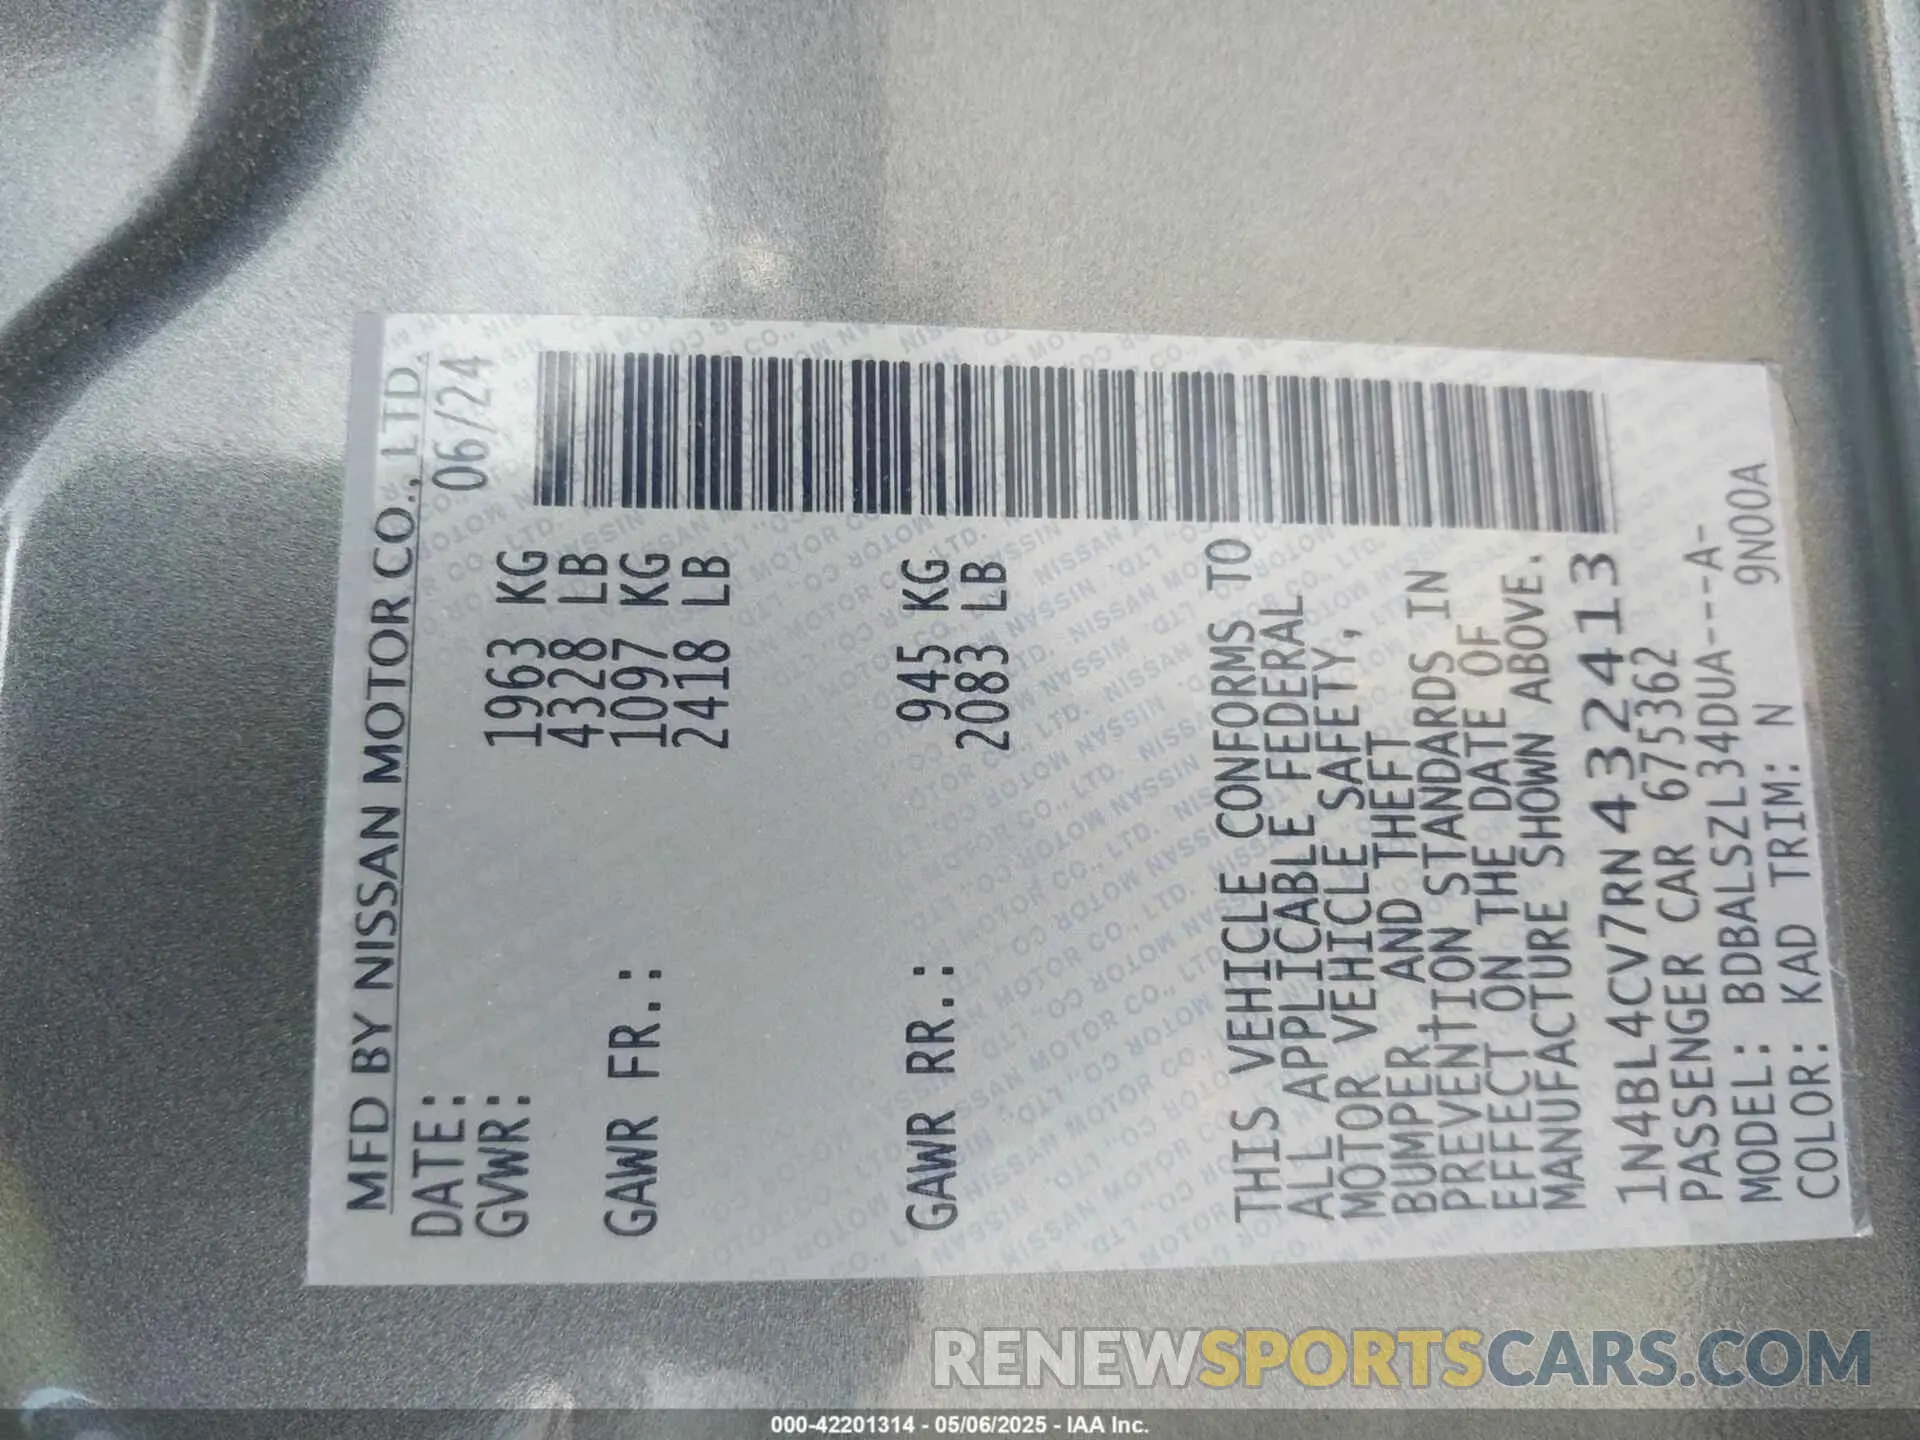 MFD BY NISSAN MOTOR CO., LTD.
DATE: 06/24
GVWR: 1963 KG
4328 LB
GAWR FR.: 1097 KG
2418 LB
GAWR RR.: 945 KG
2083 LB
THIS VEHICLE CONFORMS TO
ALL APPLICABLE FEDERAL
MOTOR VEHICLE SAFETY,
BUMPER, AND THEFT
PREVENTION STANDARDS IN
EFFECT ON THE DATE OF
MANUFACTURE SHOWN ABOVE.
1N4BL4CV7RN432413
PASSENGER CAR 675362
MODEL: BDBALSZL34DUA---A-
COLOR: KAD TRIM: N 9N00A
RENEWSPORTSCARS.COM
000-42201314 - 05/06/2025 - IAA Inc.